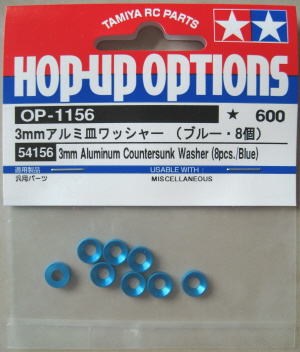 TAMIYA RC PARTS
HOP-UP OPTIONS
OP-1156 ★ 600
3mmアルミ皿ワッシャー （ブルー・8個）
54156 3mm Aluminum Countersunk Washer (8pcs./Blue)
適用製品 USABLE WITH :
汎用パーツ MISCELLANEOUS